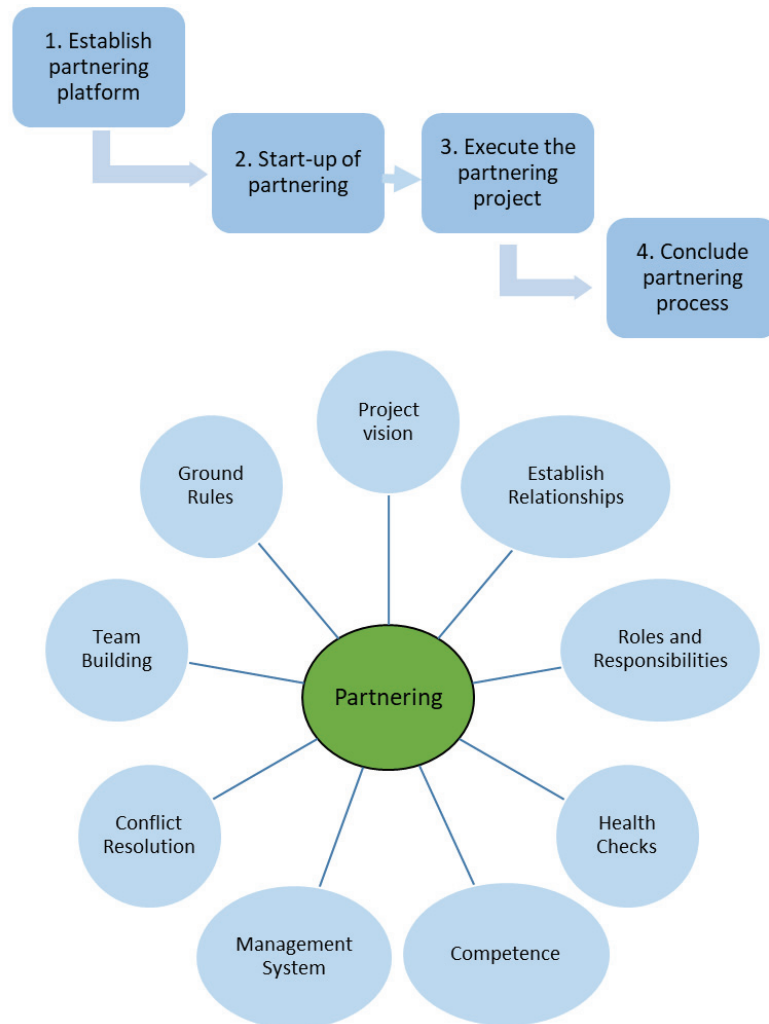 1. Establish
partnering
platform
2. Start-up of
partnering
3. Execute the
partnering
project
4. Conclude
partnering
process
Project
vision
Establish
Relationships
Roles and
Responsibilities
Health
Checks
Competence
Management
System
Conflict
Resolution
Team
Building
Ground
Rules
Partnering